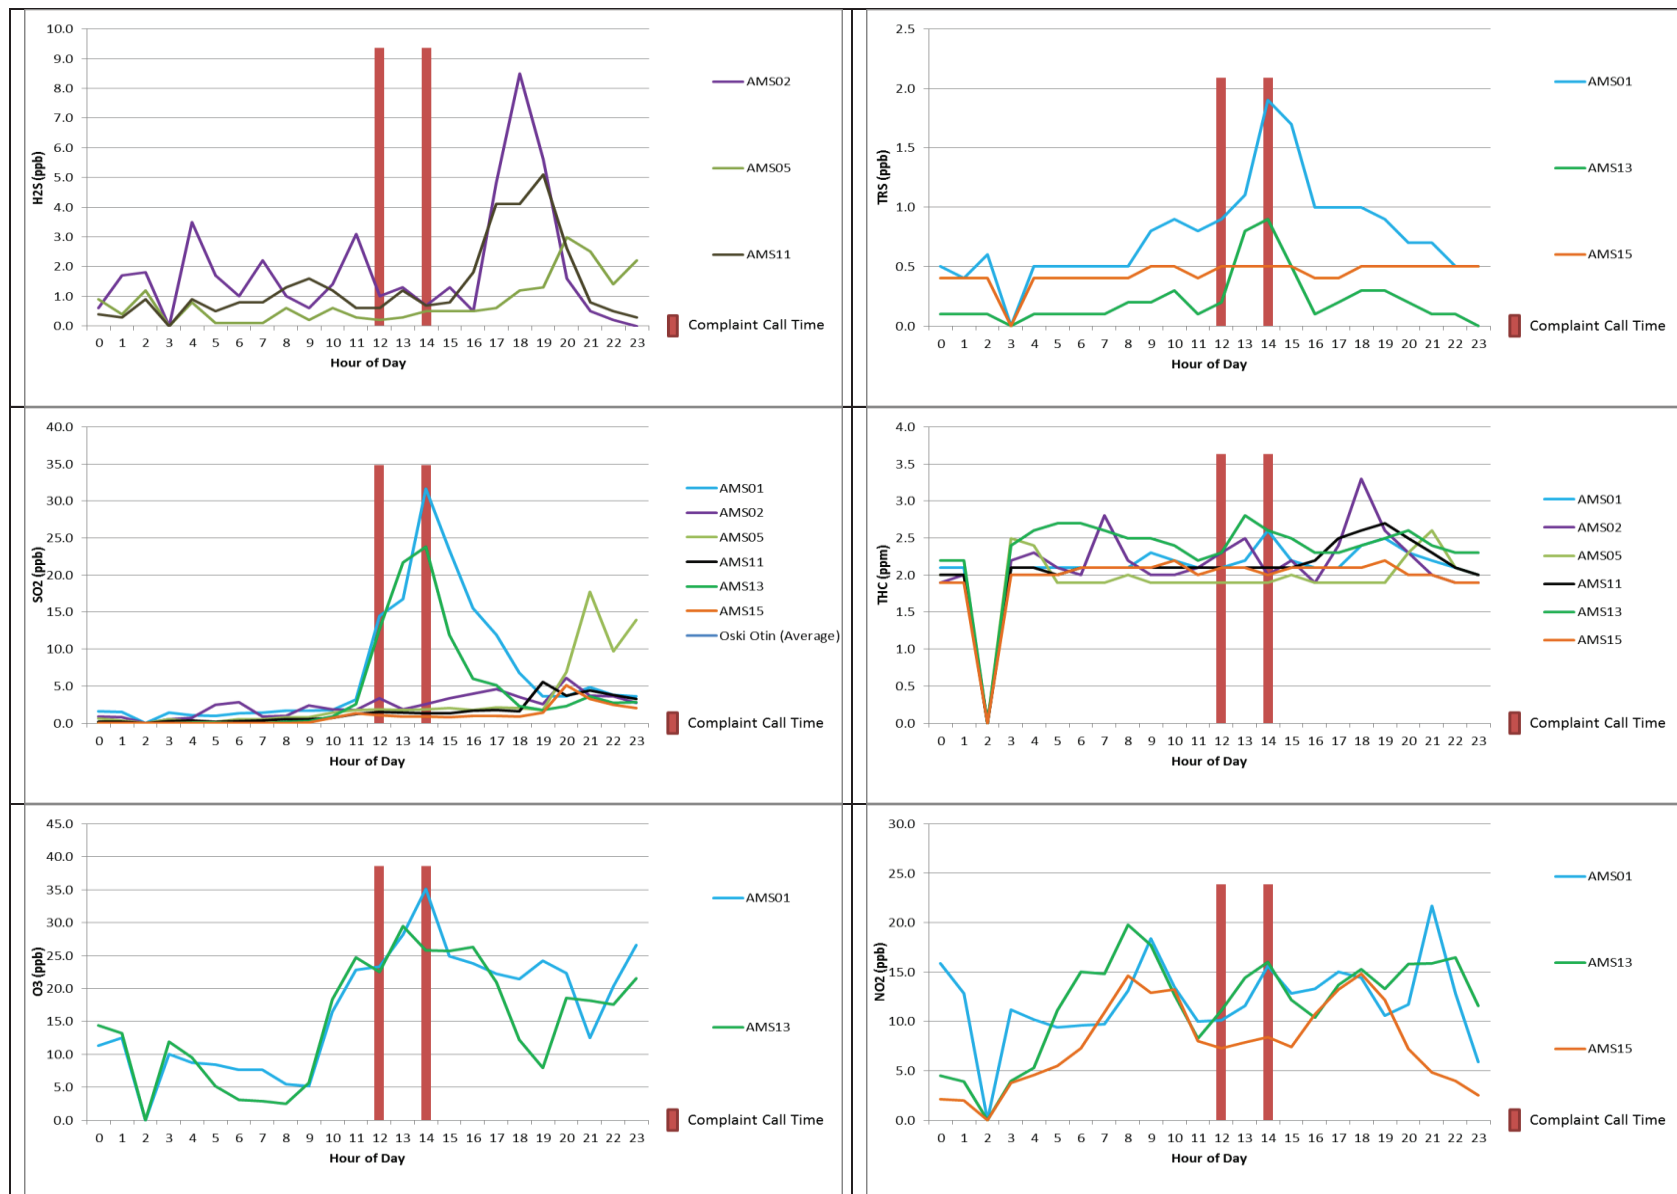 10.0
9.0
8.0
7.0
6.0
5.0
4.0
3.0
2.0
1.0
0.0
H2S (ppb)
0 1 2 3 4 5 6 7 8 9 10 11 12 13 14 15 16 17 18 19 20 21 22 23
Hour of Day
AMS02
AMS05
AMS11
Complaint Call Time
2.5
2.0
1.5
1.0
0.5
0.0
TRS (ppb)
0 1 2 3 4 5 6 7 8 9 10 11 12 13 14 15 16 17 18 19 20 21 22 23
Hour of Day
AMS01
AMS13
AMS15
Complaint Call Time
40.0
35.0
30.0
25.0
20.0
15.0
10.0
5.0
0.0
SO2 (ppb)
0 1 2 3 4 5 6 7 8 9 10 11 12 13 14 15 16 17 18 19 20 21 22 23
Hour of Day
AMS01
AMS02
AMS05
AMS11
AMS13
AMS15
Oski Otin (Average)
Complaint Call Time
4.0
3.5
3.0
2.5
2.0
1.5
1.0
0.5
0.0
THC (ppm)
0 1 2 3 4 5 6 7 8 9 10 11 12 13 14 15 16 17 18 19 20 21 22 23
Hour of Day
AMS01
AMS02
AMS05
AMS11
AMS13
AMS15
Complaint Call Time
45.0
40.0
35.0
30.0
25.0
20.0
15.0
10.0
5.0
0.0
O3 (ppb)
0 1 2 3 4 5 6 7 8 9 10 11 12 13 14 15 16 17 18 19 20 21 22 23
Hour of Day
AMS01
AMS13
Complaint Call Time
30.0
25.0
20.0
15.0
10.0
5.0
0.0
NO2 (ppb)
0 1 2 3 4 5 6 7 8 9 10 11 12 13 14 15 16 17 18 19 20 21 22 23
Hour of Day
AMS01
AMS13
AMS15
Complaint Call Time